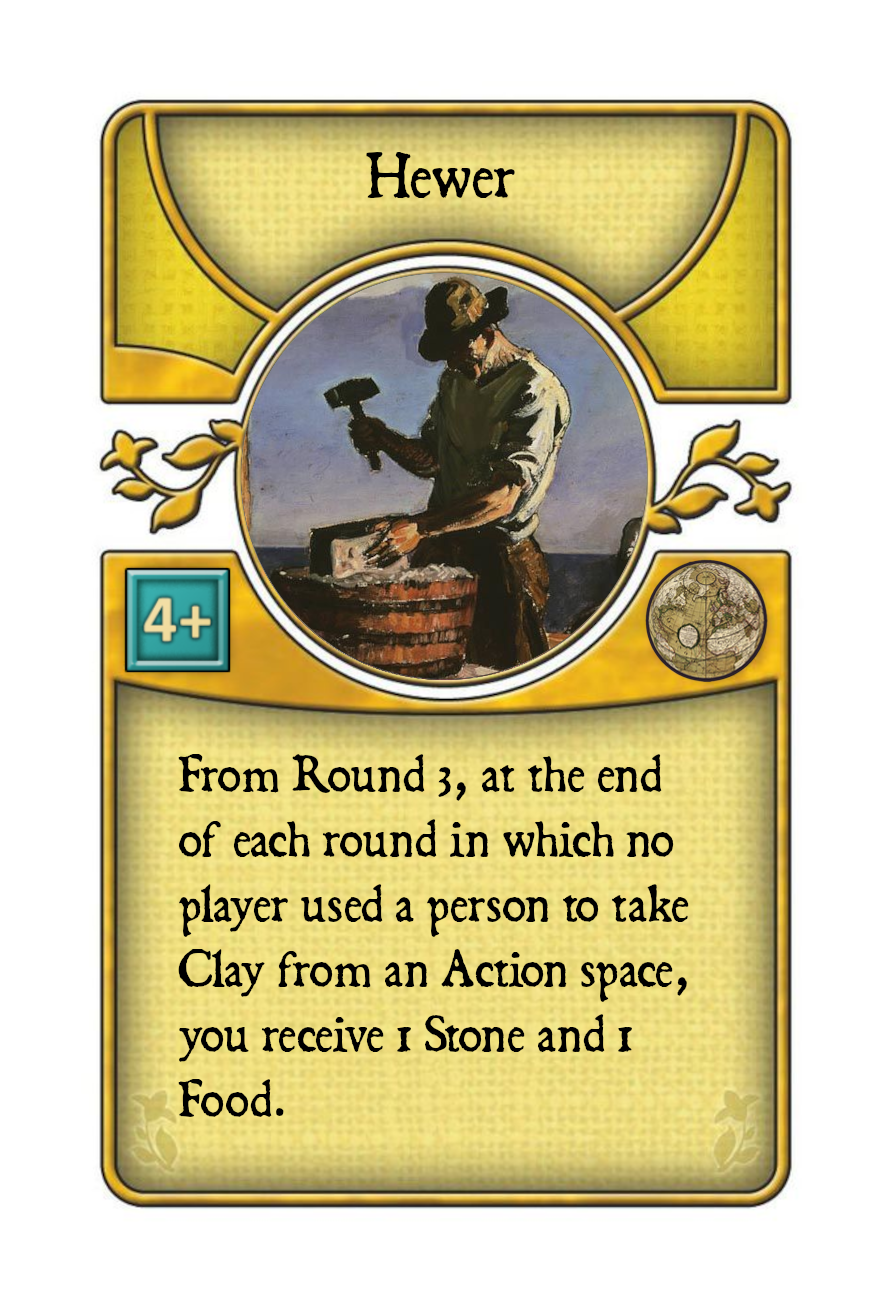 Hewer
4+
From Round 3, at the end
of each round in which no
player used a person to take
Clay from an Action space,
you receive 1 Stone and 1
Food.